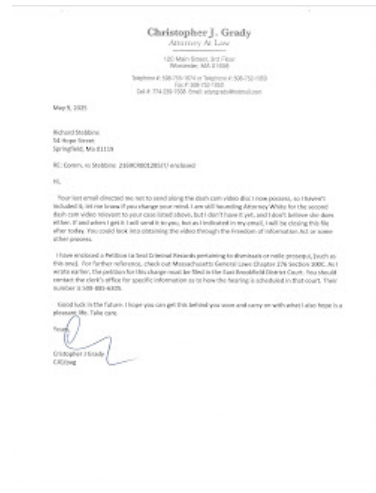 Christopher J. Grady
Attorney At Law
120 Main Street, 3rd Floor
Worcester, MA 01608
May 9, 2025
Richard Stebbins
54 Hope Street
Springfield, MA 01119
RE: Comm. vs Stebbins enclosed
Hi,
Your last email directed me not to send along the dash cam video disc I now possess, so I haven't
included it; let me know if you change your mind. I am still hounding Attorney White for the second
dash cam video relevant to your case listed above, but I don't have it yet, and I don't believe she does
either. If and when I get it I will send it to you, but as I indicated in my email, I will be closing this file
after today. You could look into obtaining the video through the Freedom of Information Act or some
other process.
I have enclosed a Petition to Seal Criminal Records pertaining to dismissals or nolle prosequi, (such as
this one). For further reference, check out Massachusetts General Laws Chapter 276 Section 100C. As I
wrote earlier, the petition for this charge must be filed in the East Brookfield District Court. You should
contact the clerk's office for specific information as to how the hearing is scheduled in that court. Their
number is 508-885-6305.
Good luck in the future. I hope you can get this behind you soon and carry on with what I also hope is a
pleasant life. Take care.
Yours,
Cristopher J Grady
CJG/pag